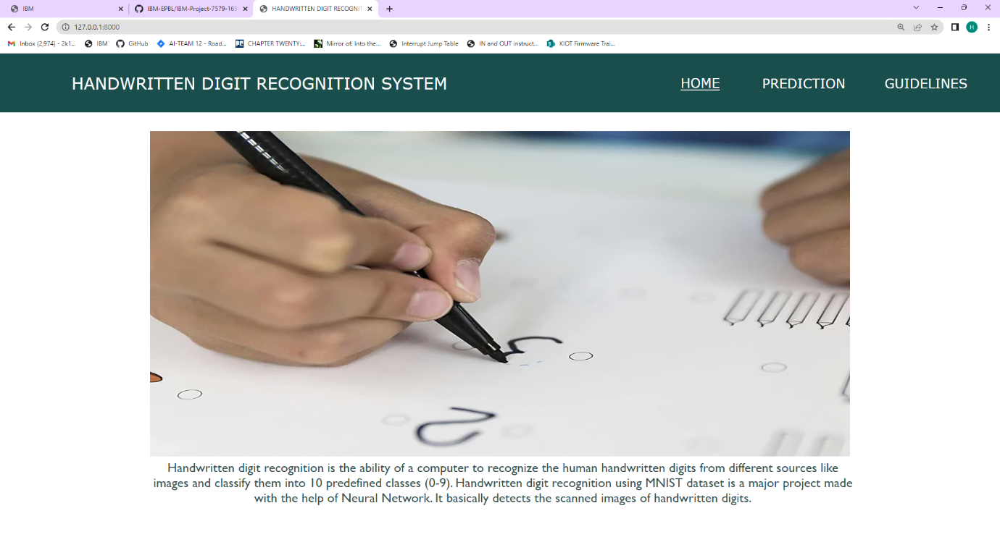 IBM
IBM-EPBL/IBM-Project-7579-165
HANDWRITTEN DIGIT RECOGNIT
127.0.0.1:8000
H
Inbox (2,974) - 2k1...
IBM
GitHub
AI-TEAM 12 - Road...
CHAPTER TWENTY:...
Mirror of: Into the...
Interrupt Jump Table
IN and OUT instruct...
KIOT Firmware Trai...
HANDWRITTEN DIGIT RECOGNITION SYSTEM
HOME
PREDICTION
GUIDELINES
Handwritten digit recognition is the ability of a computer to recognize the human handwritten digits from different sources like
images and classify them into 10 predefined classes (0-9). Handwritten digit recognition using MNIST dataset is a major project made
with the help of Neural Network. It basically detects the scanned images of handwritten digits.